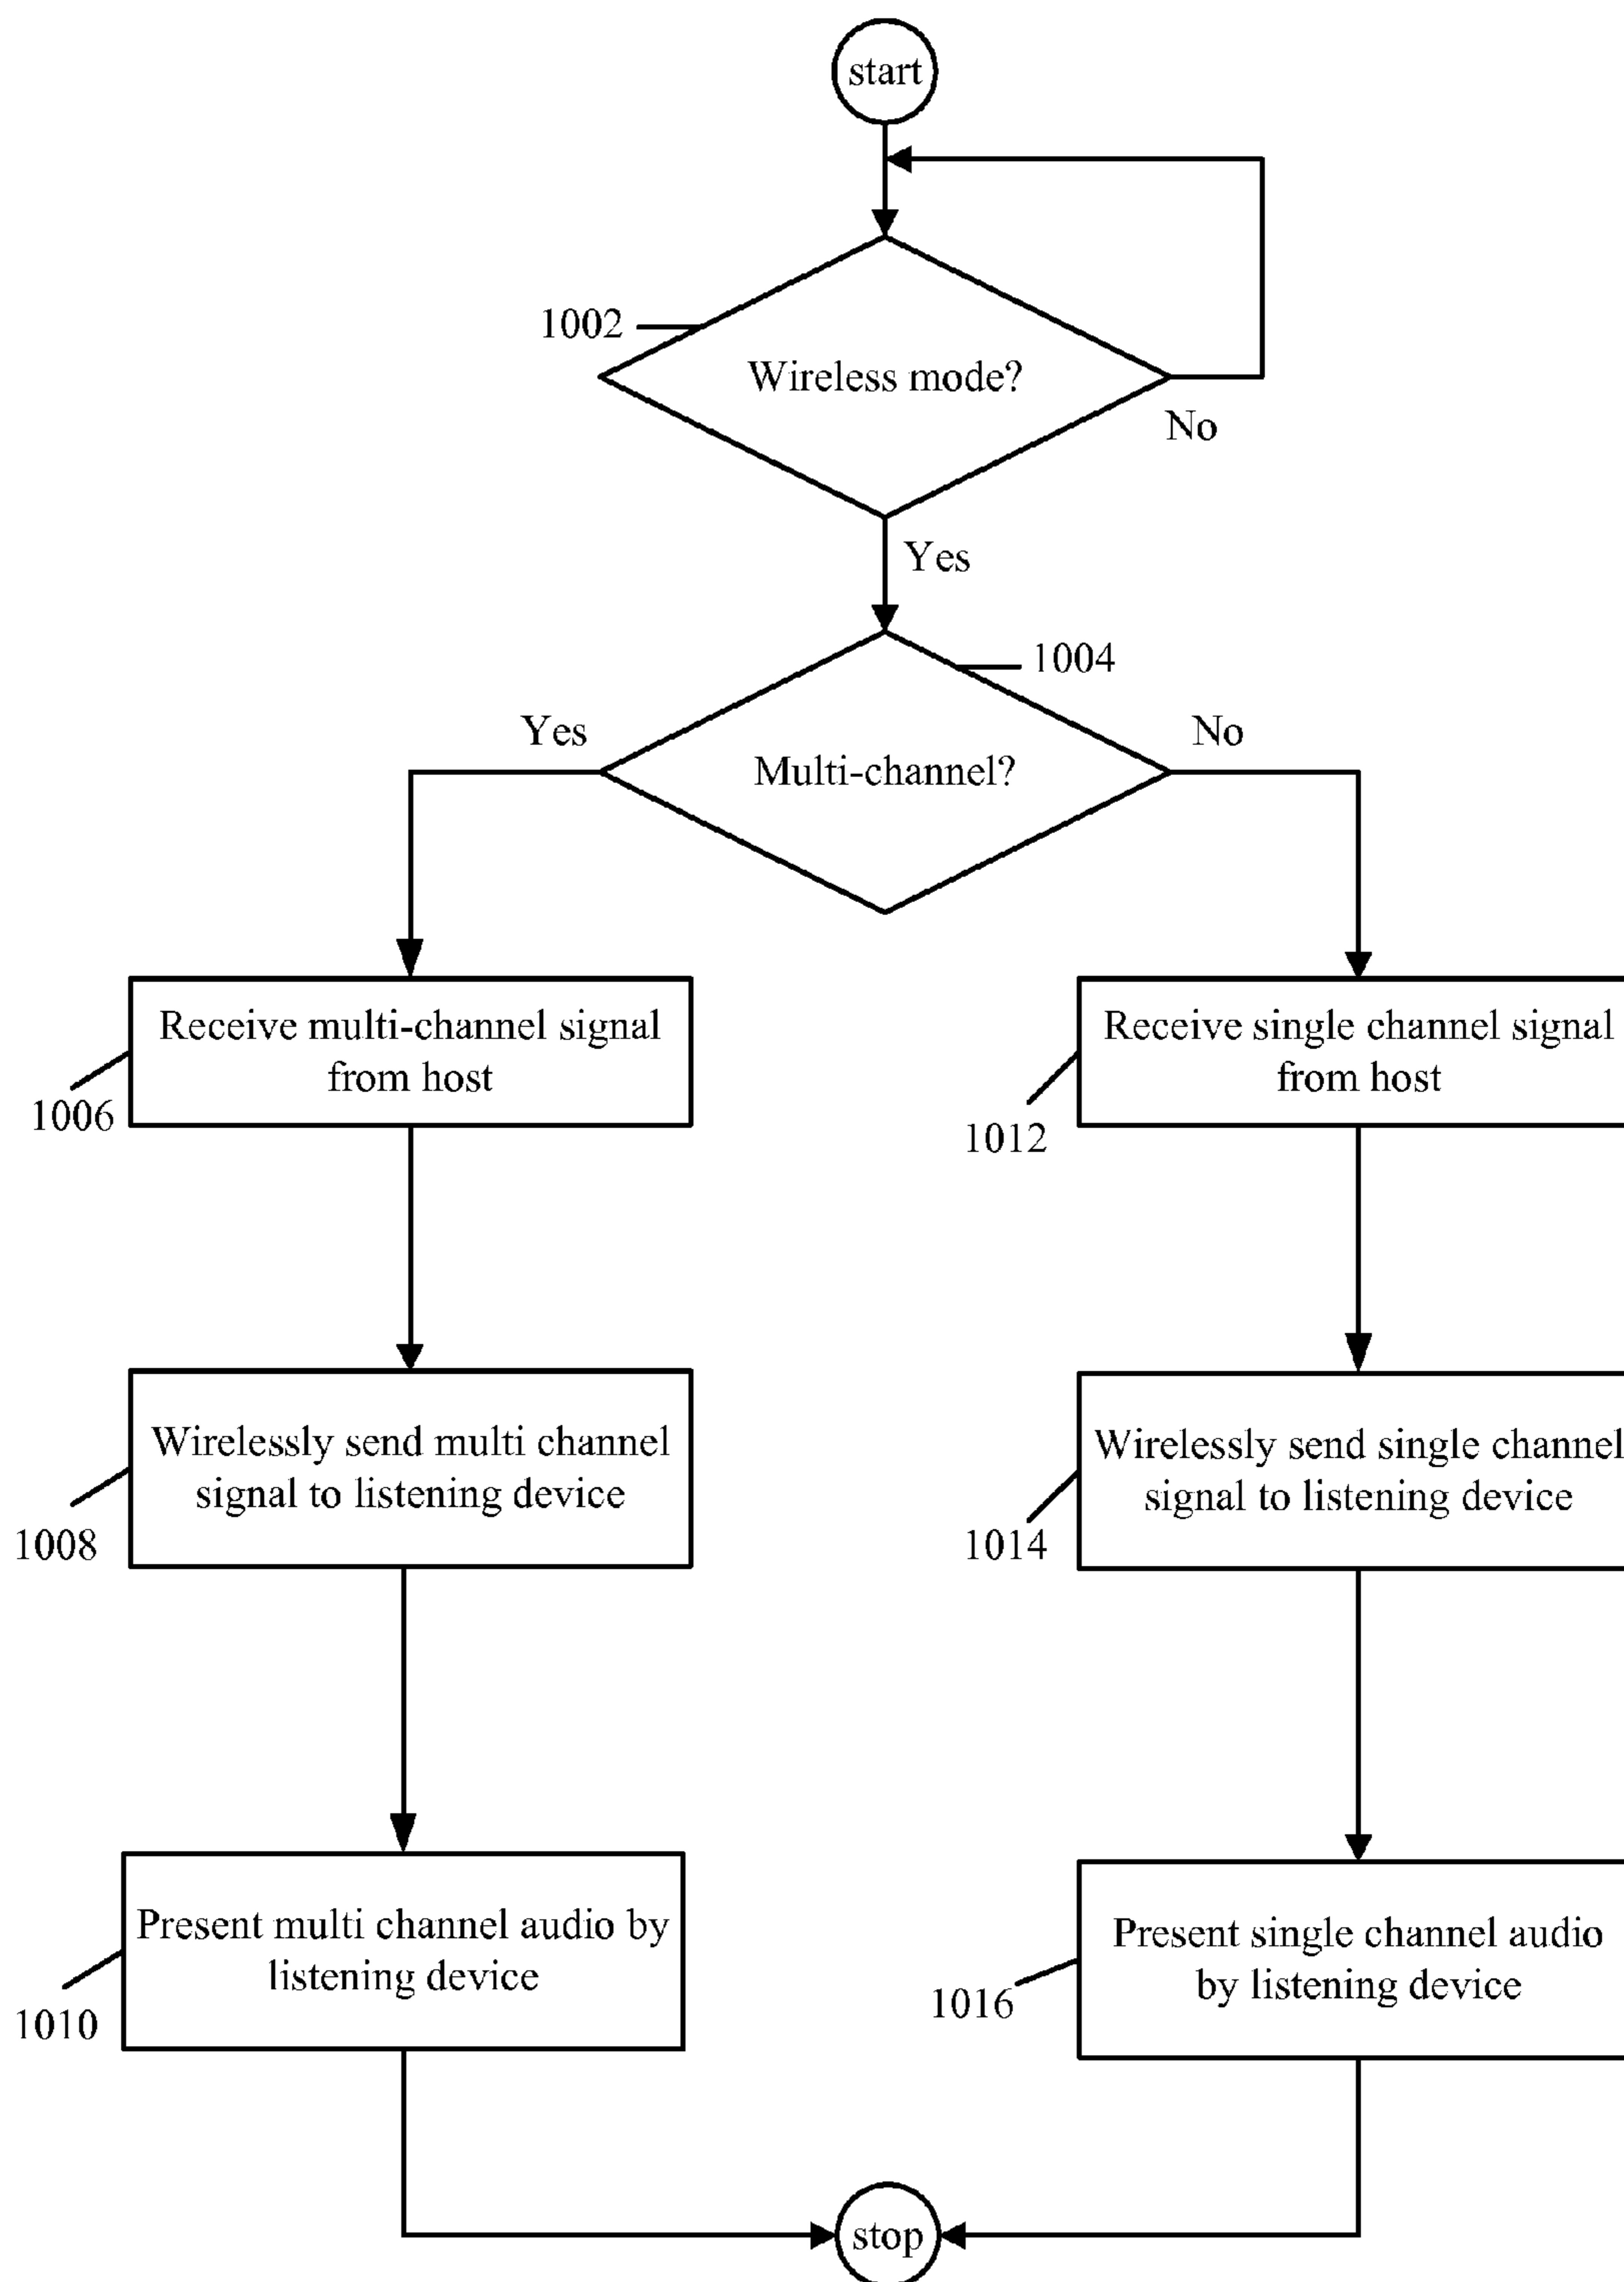 start
1002
Wireless mode?
No
Yes
1004
Yes
No
Multi-channel?
Receive multi-channel signal
from host
1006
Receive single channel signal
from host
1012
Wirelessly send multi channel
signal to listening device
1008
Wirelessly send single channel
signal to listening device
1014
Present multi channel audio by
listening device
1010
Present single channel audio
by listening device
1016
stop